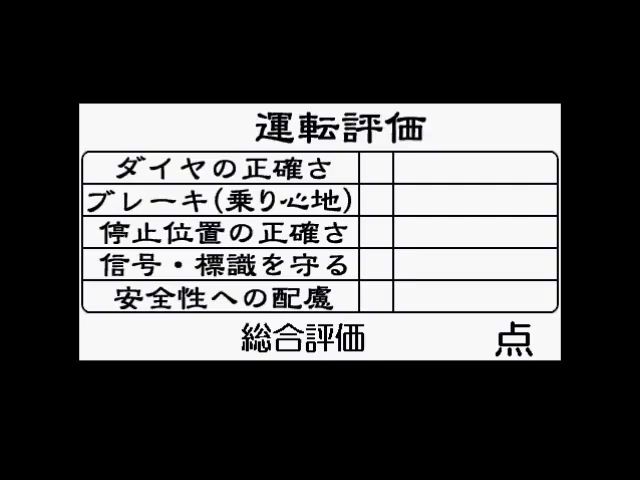 運転評価
ダイヤの正確さ
ブレーキ(乗り心地)
停止位置の正確さ
信号・標識を守る
安全性への配慮
総合評価 点